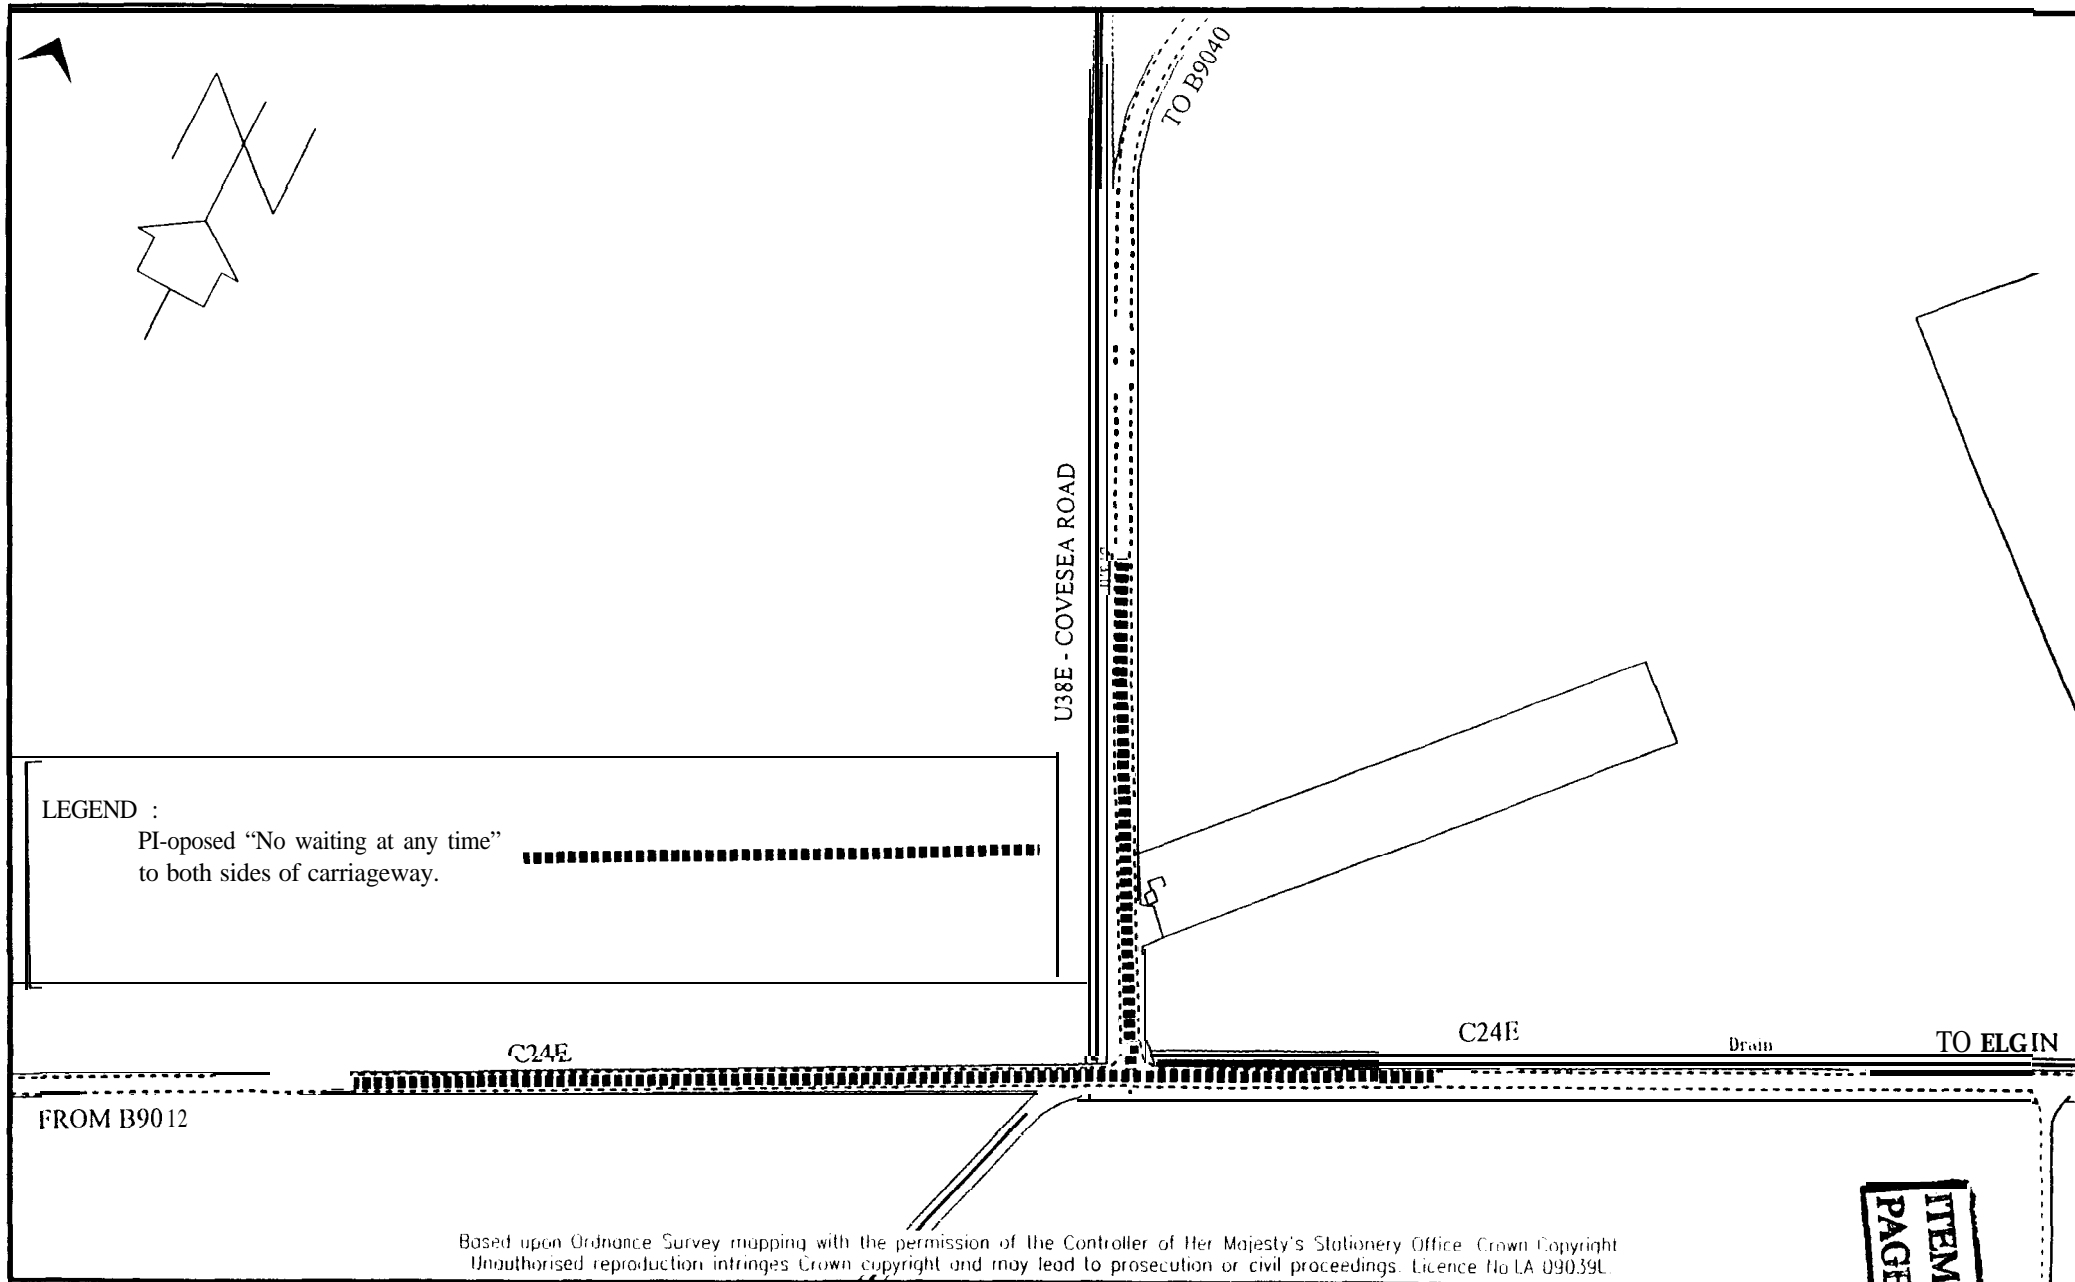 TO B9040
U38E - COVESEA ROAD
LEGEND :
PI-oposed “No waiting at any time”
to both sides of carriageway.
C24E
C24E
Drain
TO ELGIN
FROM B9012
Based upon Ordnance Survey mapping with the permission of the Controller of Her Majesty's Stationery Office Crown Copyright
Unauthorised reproduction infringes Crown copyright and may lead to prosecution or civil proceedings. Licence No LA 09039L.
ITEM
PAGE
N